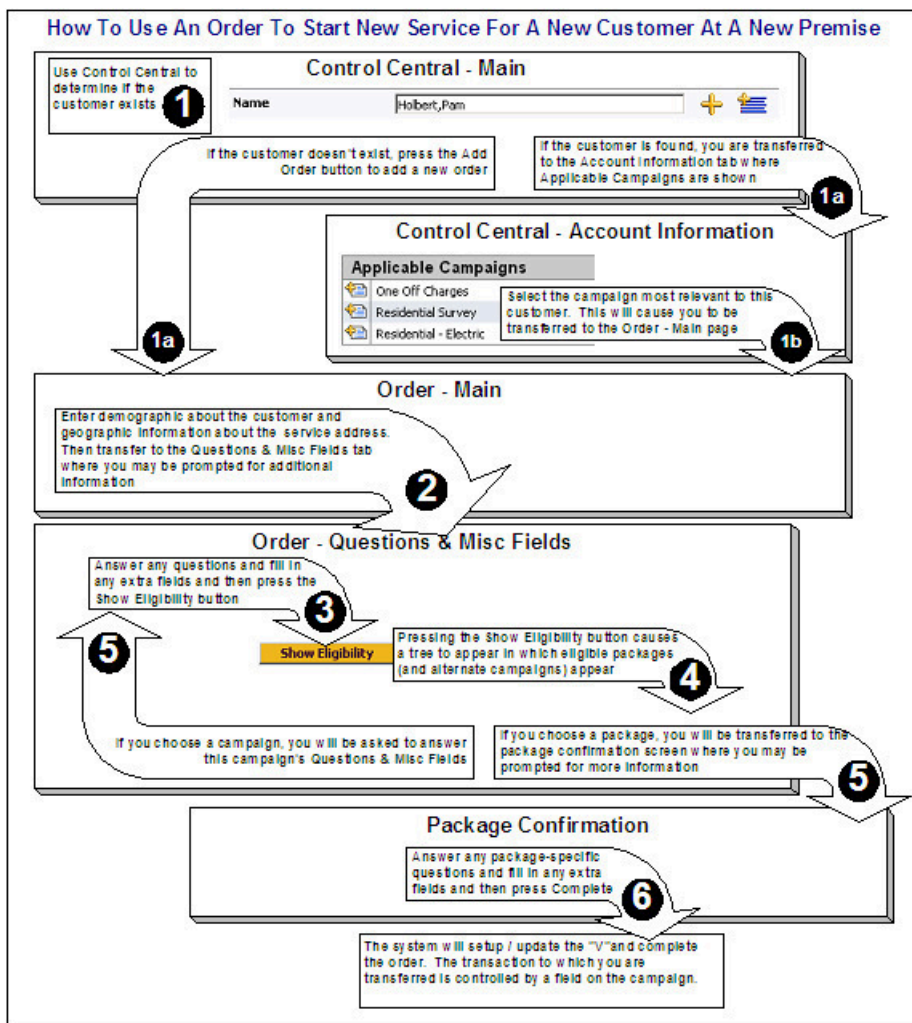 How To Use An Order To Start New Service For A New Customer At A New Premise
Control Central - Main
Use Control Central to
determine if the
customer exists
1
Name
Holbert,Pam
If the customer doesn't exist, press the Add
Order button to add a new order
If the customer is found, you are transferred
to the Account Information tab where
Applicable Campaigns are shown
1a
Control Central - Account Information
Applicable Campaigns
One Off Charges
Residential Survey
Residential - Electric
Select the campaign most relevant to this
customer. This will cause you to be
transferred to the Order - Main page
1a
1b
Order - Main
Enter demographic about the customer and
geographic information about the service address.
Then transfer to the Questions & Misc Fields tab
where you may be prompted for additional
information
2
Order - Questions & Misc Fields
Answer any questions and fill in
any extra fields and then press the
Show Eligibility button
3
5
Show Eligibility
Pressing the Show Eligibility button causes
a tree to appear in which eligible packages
(and alternate campaigns) appear
4
If you choose a campaign, you will be asked to answer
this campaign's Questions & Misc Fields
If you choose a package, you will be transferred to the
package confirmation screen where you may be
prompted for more information
5
Package Confirmation
Answer any package-specific
questions and fill in any extra
fields and then press Complete
6
The system will setup / update the "V"and complete
the order. The transaction to which you are
transferred is controlled by a field on the campaign.